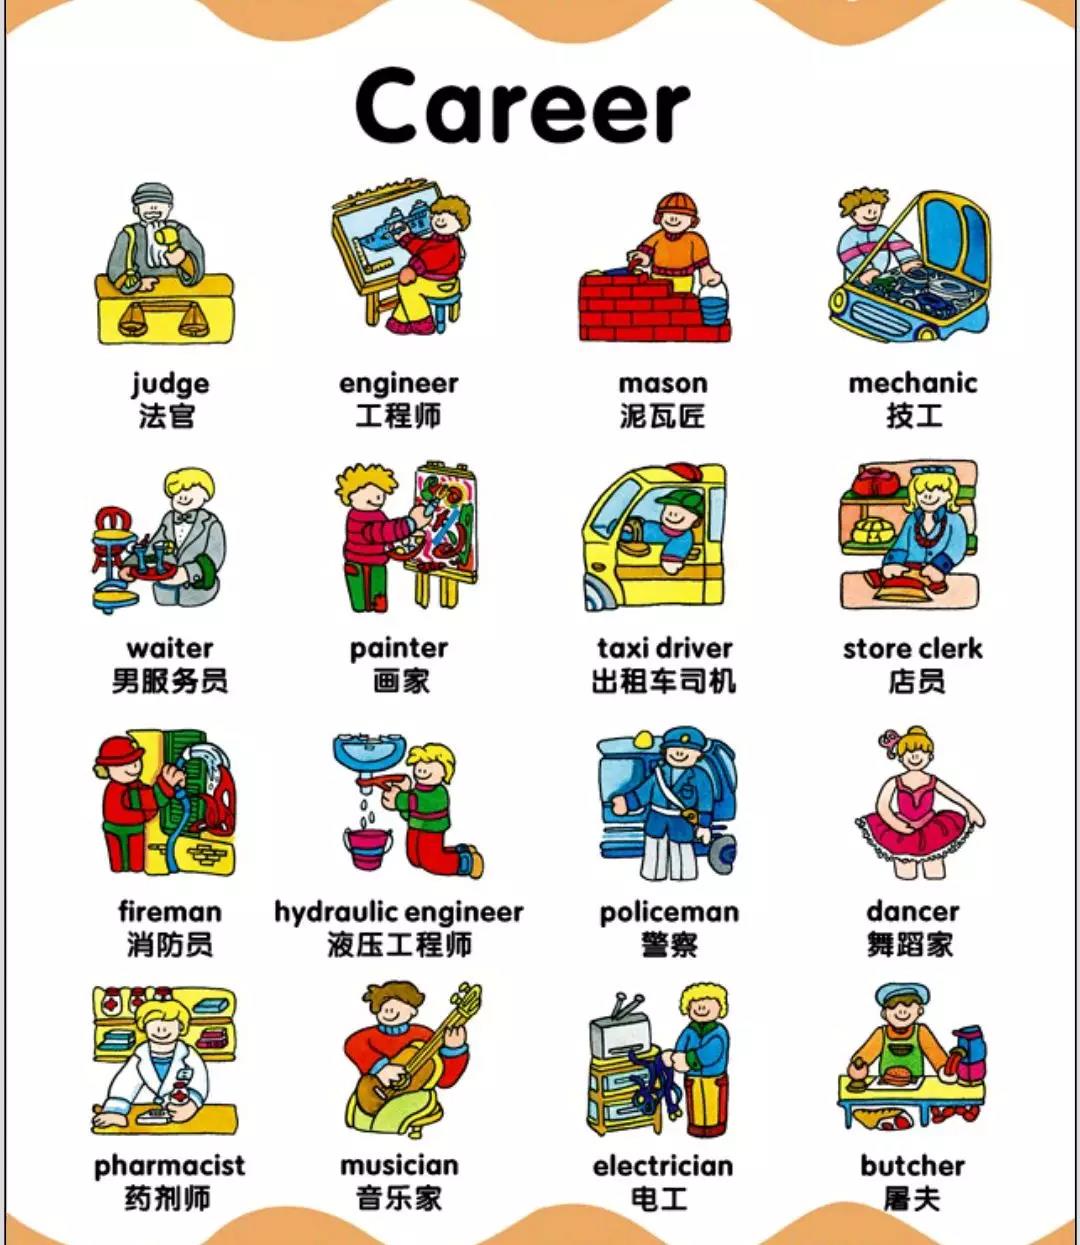 Career
judge
法官
engineer
工程师
mason
泥瓦匠
mechanic
技工
waiter
男服务员
painter
画家
taxi driver
出租车司机
store clerk
店员
fireman
消防员
hydraulic engineer
液压工程师
policeman
警察
dancer
舞蹈家
pharmacist
药剂师
musician
音乐家
electrician
电工
butcher
屠夫